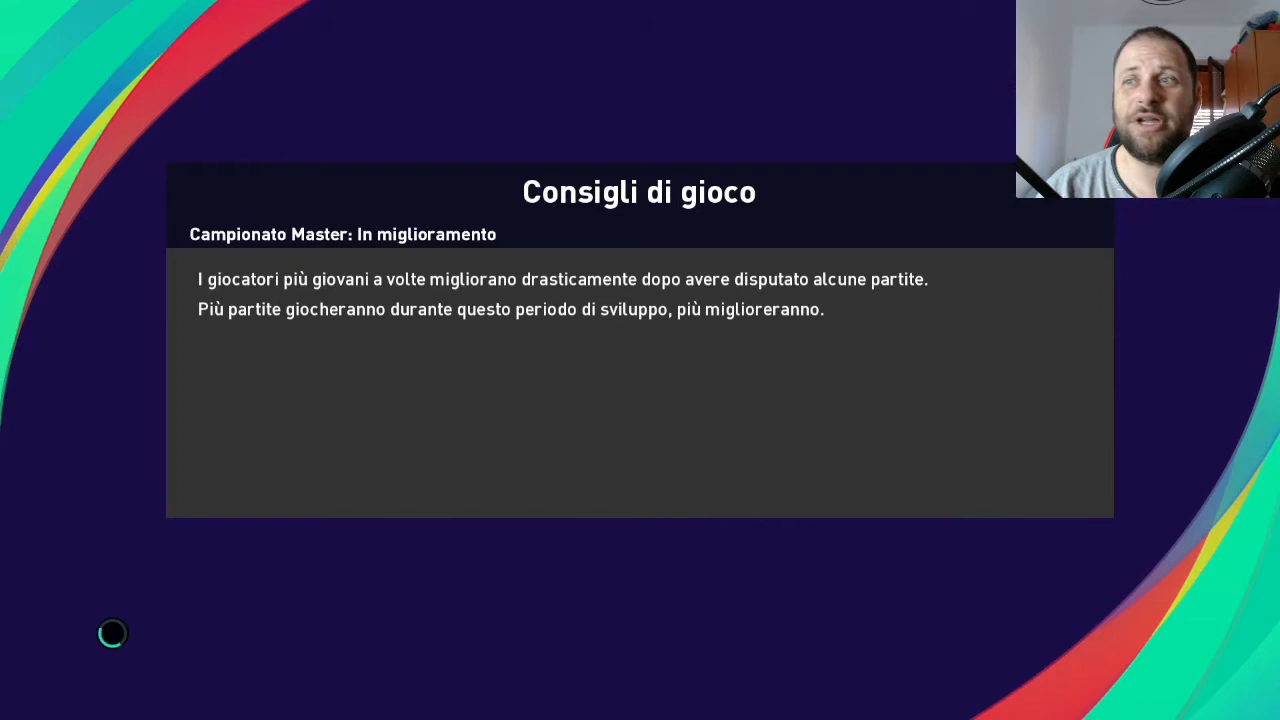 Consigli di gioco
Campionato Master: In miglioramento
I giocatori più giovani a volte migliorano drasticamente dopo avere disputato alcune partite.
Più partite giocheranno durante questo periodo di sviluppo, più miglioreranno.